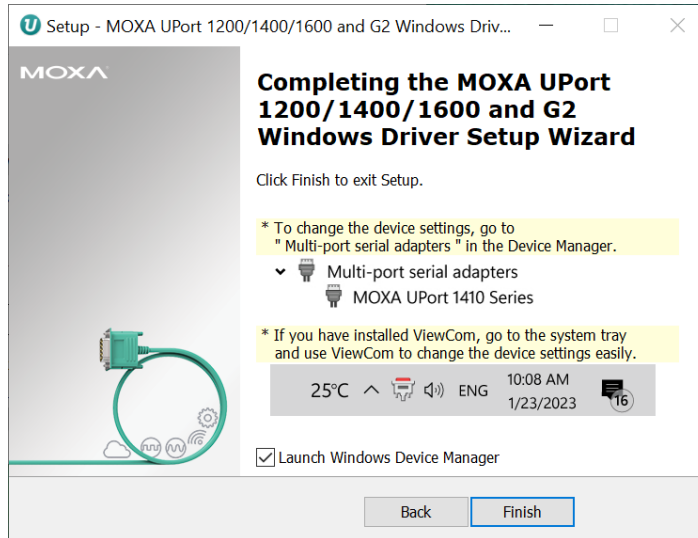 Setup - MOXA UPort 1200/1400/1600 and G2 Windows Driv...
MOXA
Completing the MOXA UPort
1200/1400/1600 and G2
Windows Driver Setup Wizard
Click Finish to exit Setup.
* To change the device settings, go to
" Multi-port serial adapters " in the Device Manager.
Multi-port serial adapters
MOXA UPort 1410 Series
* If you have installed ViewCom, go to the system tray
and use ViewCom to change the device settings easily.
25°C ENG 10:08 AM
1/23/2023
16
Launch Windows Device Manager
Back Finish